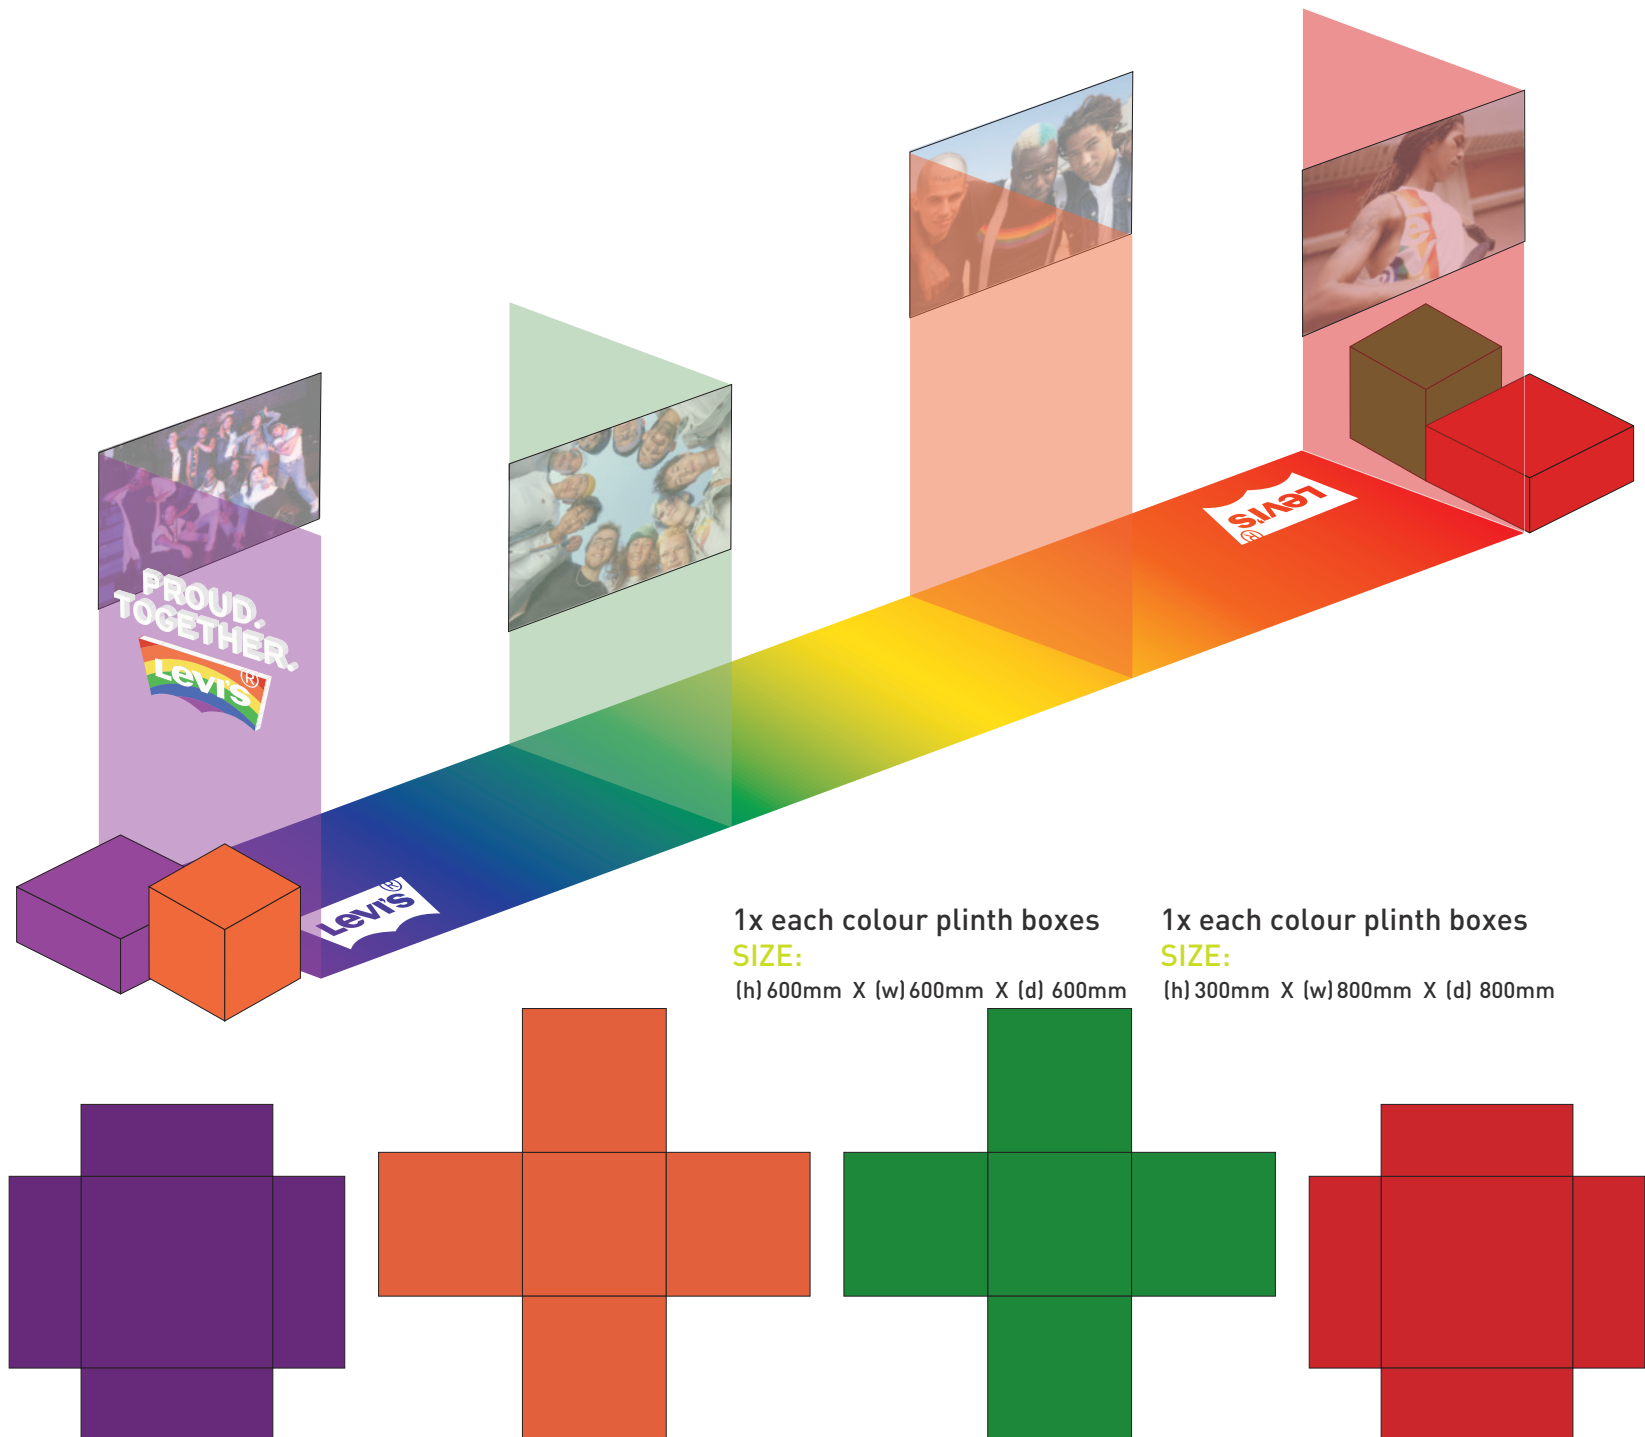 PROUD.
TOGETHER.
Levi's®
Levi's®
Levi's®
1x each colour plinth boxes
SIZE:
(h) 600mm X (w) 600mm X (d) 600mm
1x each colour plinth boxes
SIZE:
(h) 300mm X (w) 800mm X (d) 800mm